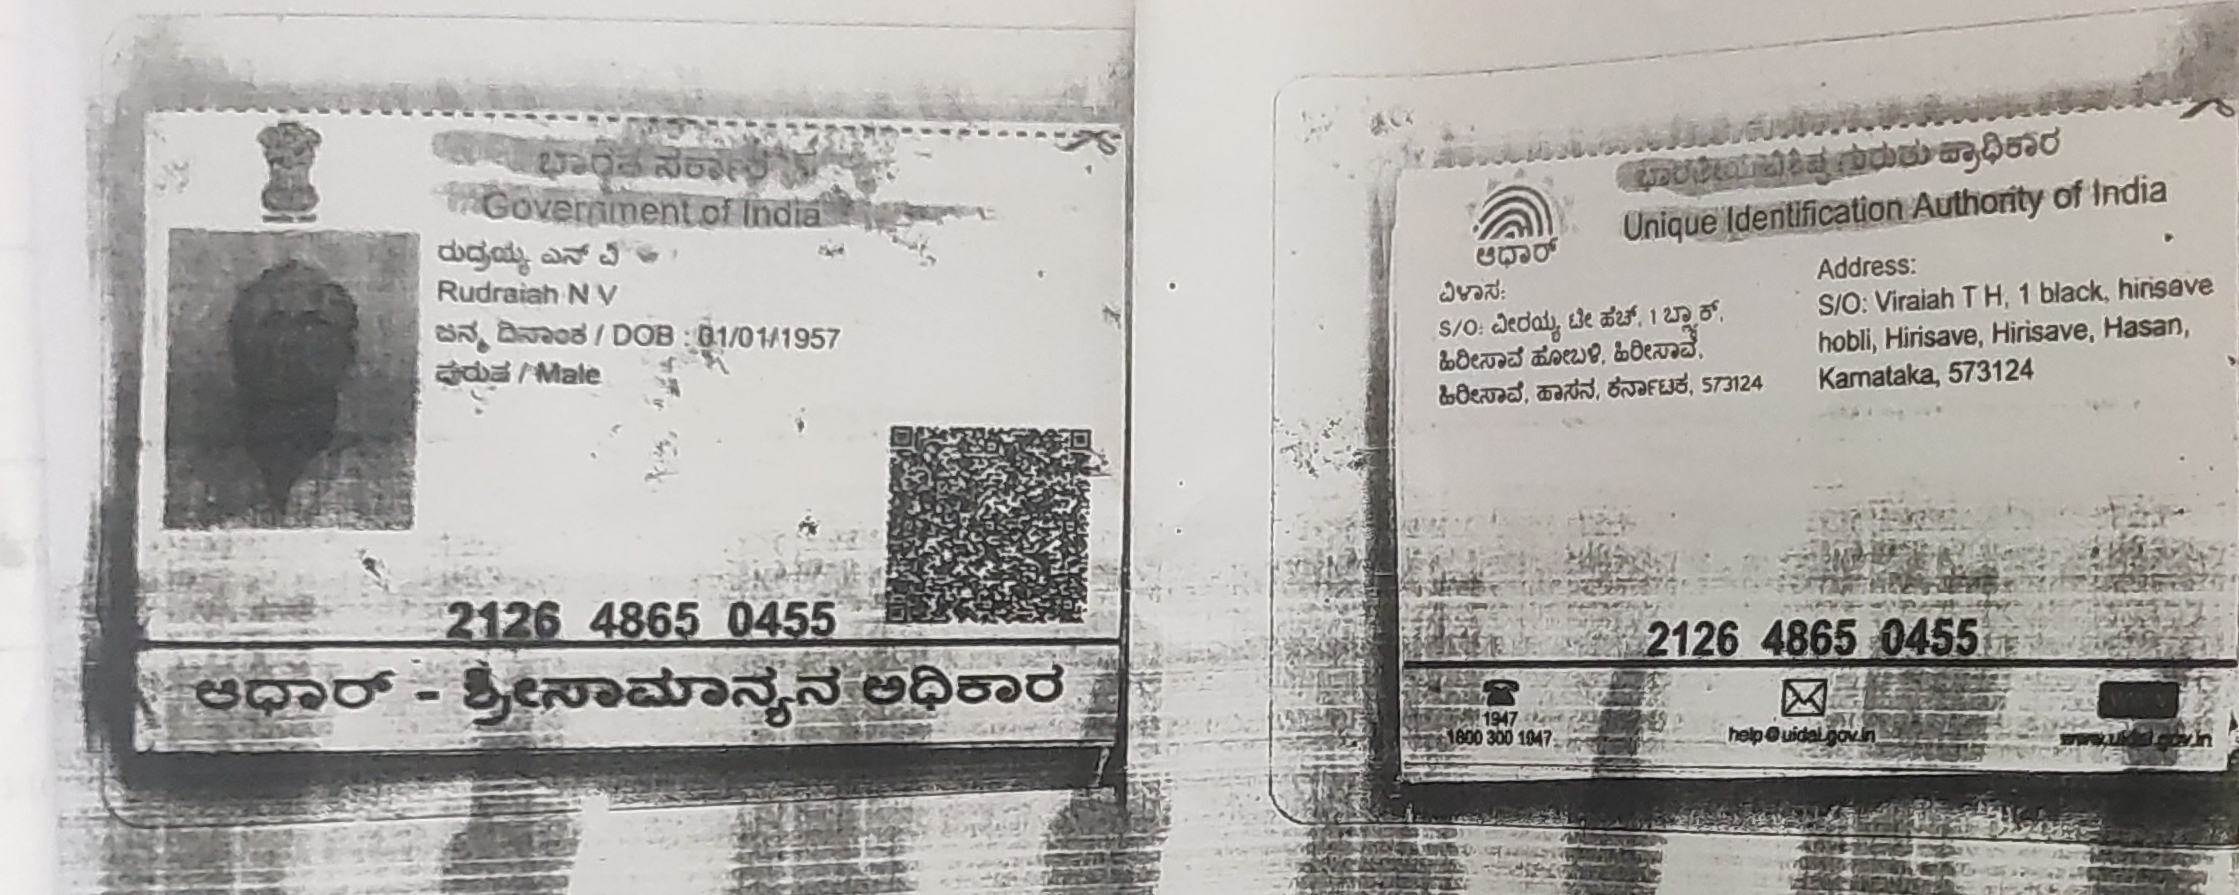 ಭಾರತ ಸರ್ಕಾರ
Government of India
ರುದ್ರಯ್ಯ ಎನ್ ವಿ
Rudraiah N V
ಜನ್ಮ ದಿನಾಂಕ / DOB : 01/01/1957
ಪುರುಷ / Male
2126 4865 0455
ಆಧಾರ್ - ಶ್ರೀಸಾಮಾನ್ಯನ ಅಧಿಕಾರ
ಭಾರತೀಯ ವಿಶಿಷ್ಟ ಗುರುತು ಪ್ರಾಧಿಕಾರ
Unique Identification Authority of India
ಆಧಾರ್
ವಿಳಾಸ:
S/O: ವೀರಯ್ಯ ಟೀ ಹೆಚ್, 1 ಬ್ಲ್ಯಾಕ್,
ಹಿರೀಸಾವೆ ಹೋಬಳಿ, ಹಿರೀಸಾವೆ,
ಹಿರೀಸಾವೆ, ಹಾಸನ, ಕರ್ನಾಟಕ, 573124
Address:
S/O: Viraiah T H, 1 black, hirisave
hobli, Hirisave, Hirisave, Hasan,
Karnataka, 573124
2126 4865 0455
1947
1800 300 1947
help@uidai.gov.in
www.uidai.gov.in